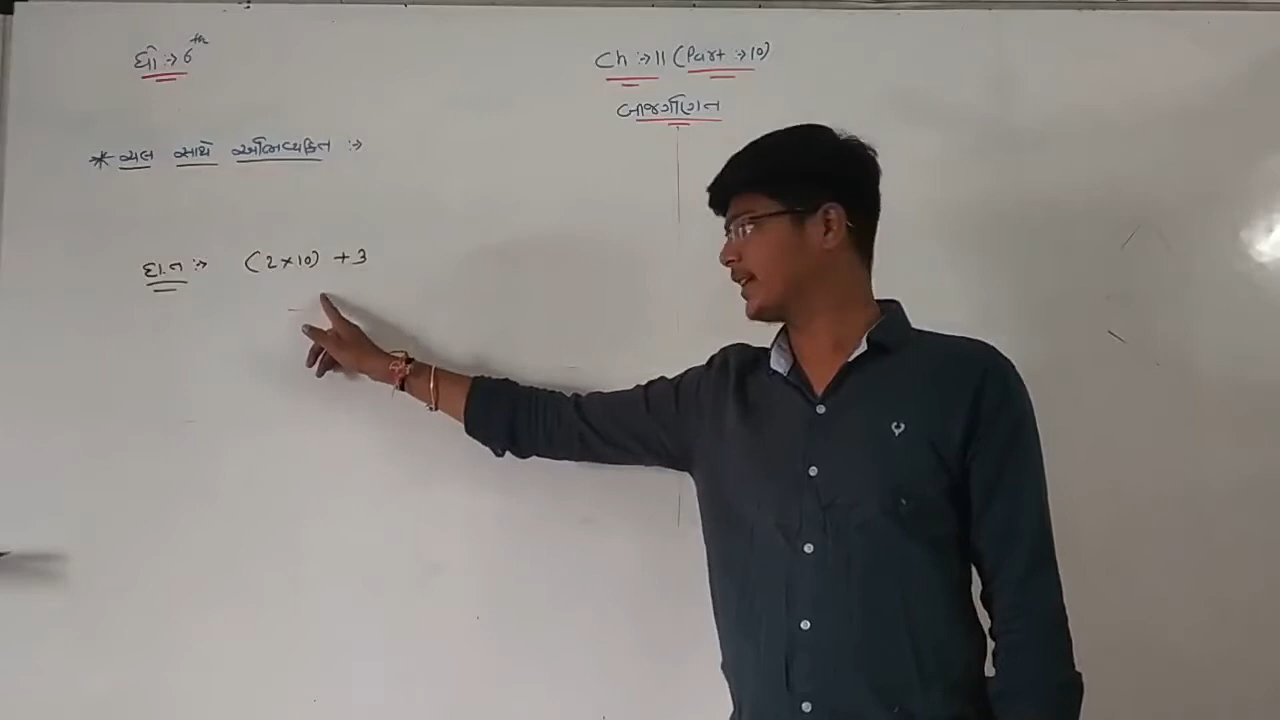 ધો :→ 6th
Ch :→ 11 (Part :→ 10)
બીજગણિત
* ચલ સાથે અભિવ્યક્તિ :→
દા.ત :→ (2×10) + 3